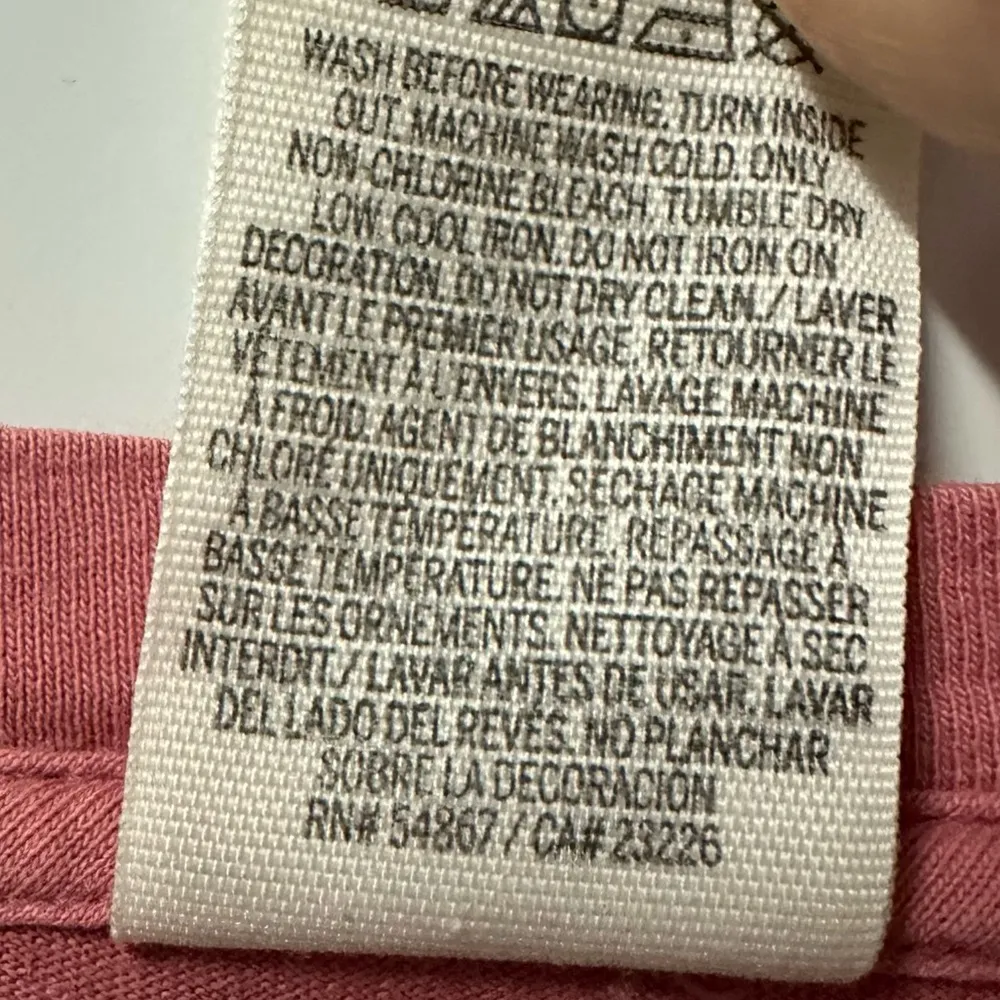 WASH BEFORE WEARING. TURN INSIDE
OUT. MACHINE WASH COLD. ONLY
NON-CHLORINE BLEACH. TUMBLE DRY
LOW. COOL IRON. DO NOT IRON ON
DECORATION. DO NOT DRY CLEAN. / LAVER
AVANT LE PREMIER USAGE. RETOURNER LE
VÊTEMENT À L'ENVERS. LAVAGE MACHINE
À FROID. AGENT DE BLANCHIMENT NON
CHLORÉ UNIQUEMENT. SÉCHAGE MACHINE
À BASSE TEMPÉRATURE. REPASSAGE À
BASSE TEMPÉRATURE. NE PAS REPASSER
SUR LES ORNEMENTS. NETTOYAGE À SEC
INTERDIT. / LAVAR ANTES DE USAR. LAVAR
DEL LADO DEL REVÉS. NO PLANCHAR
SOBRE LA DECORACION
RN# 54867 / CA# 23226